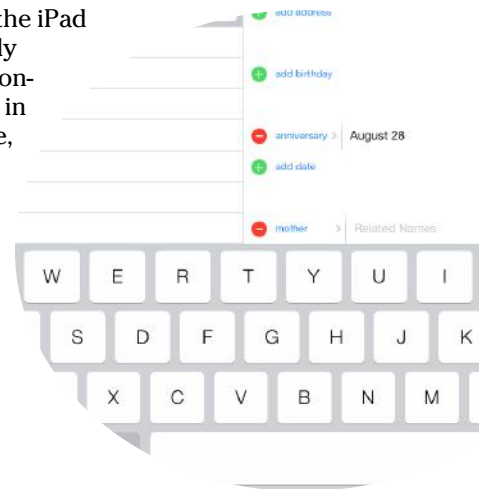 the iPad
ly
on-
in
e,
add address
add birthday
anniversary > August 28
add date
mother > Related Names
W E R T Y U I
S D F G H J K
X C V B N M